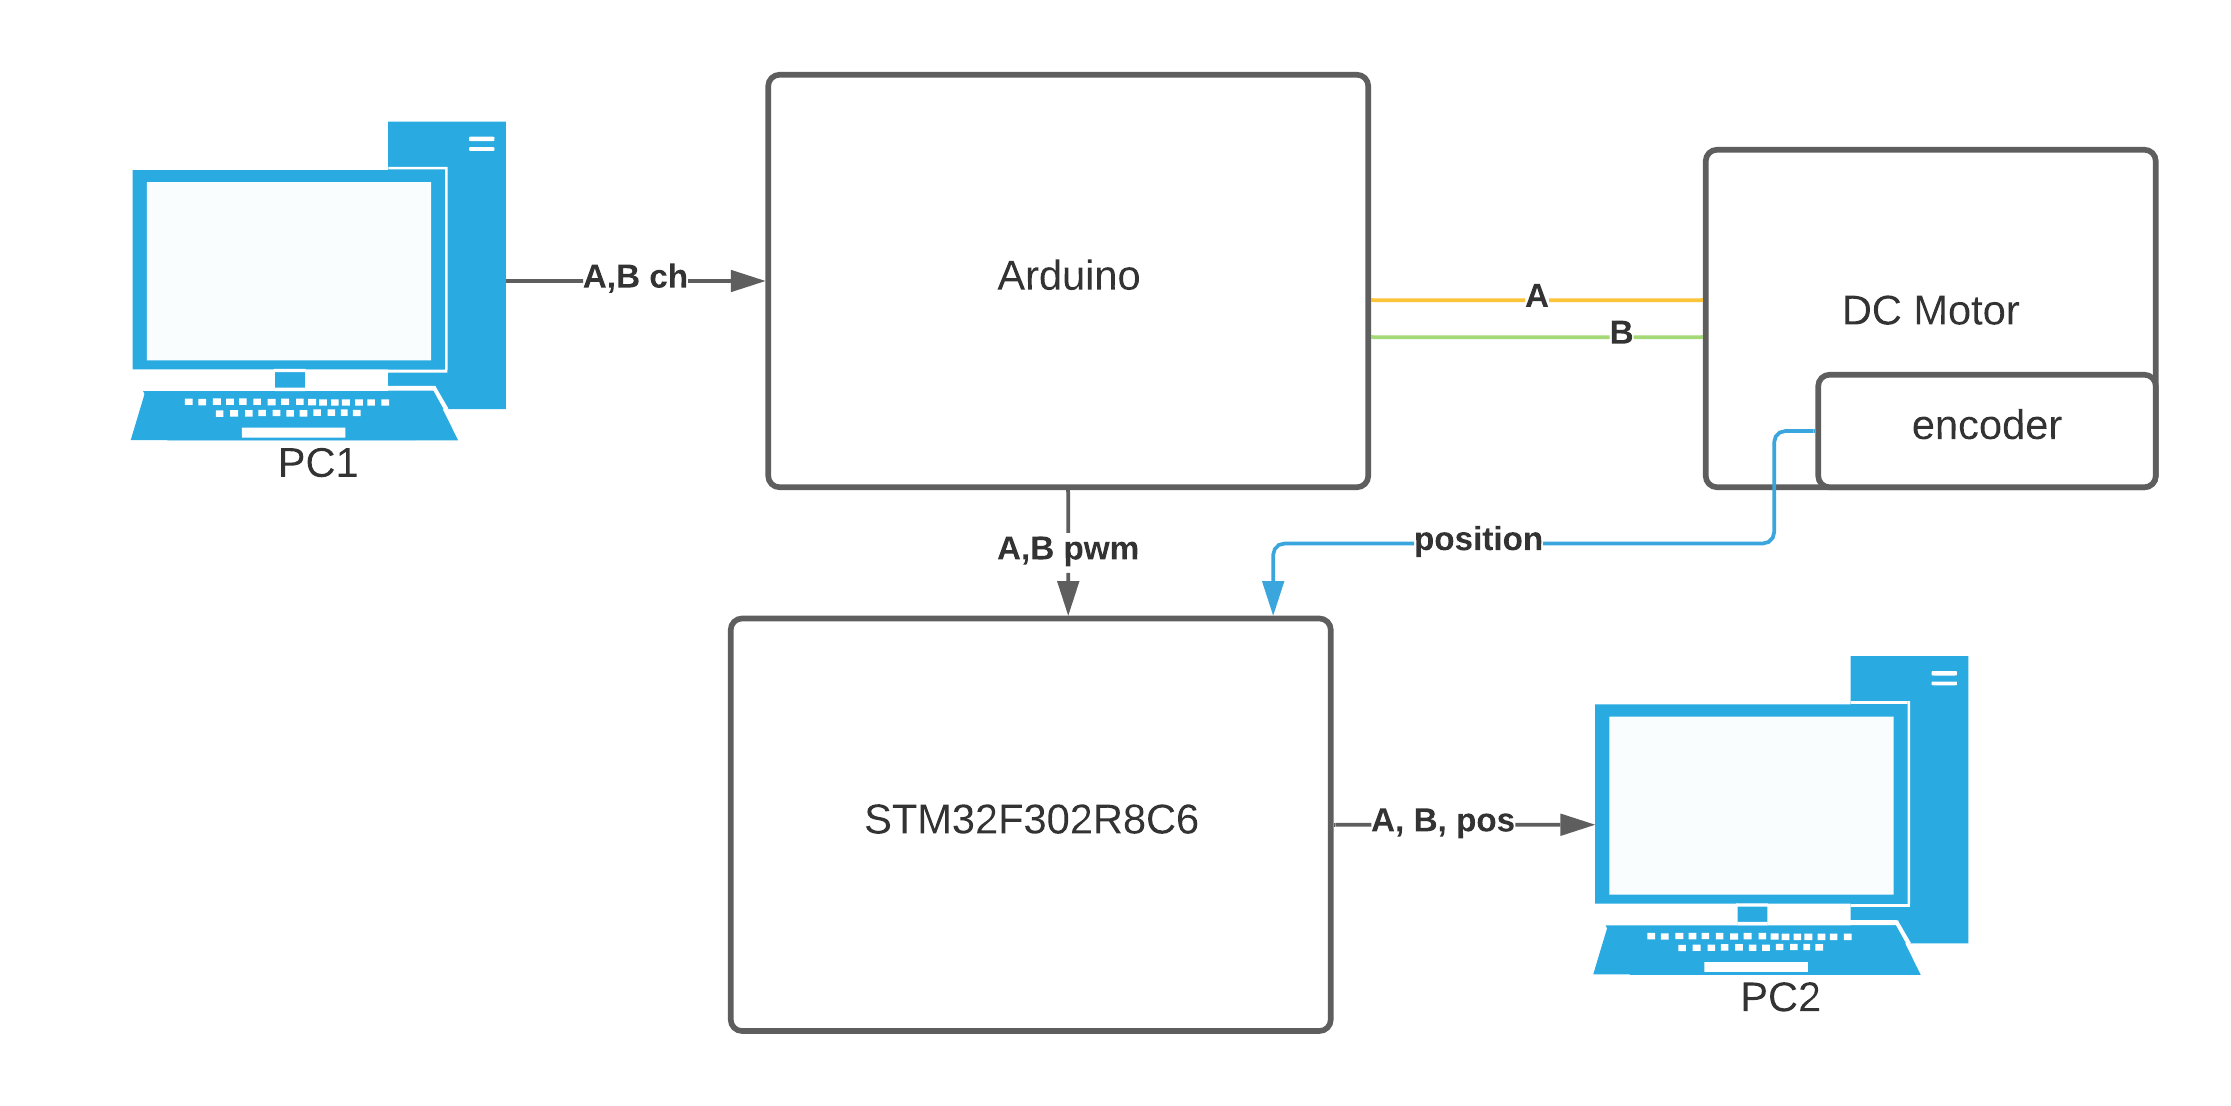 Arduino
A,B ch
A
B
DC Motor
encoder
PC1
A,B pwm
position
STM32F302R8C6
A, B, pos
PC2